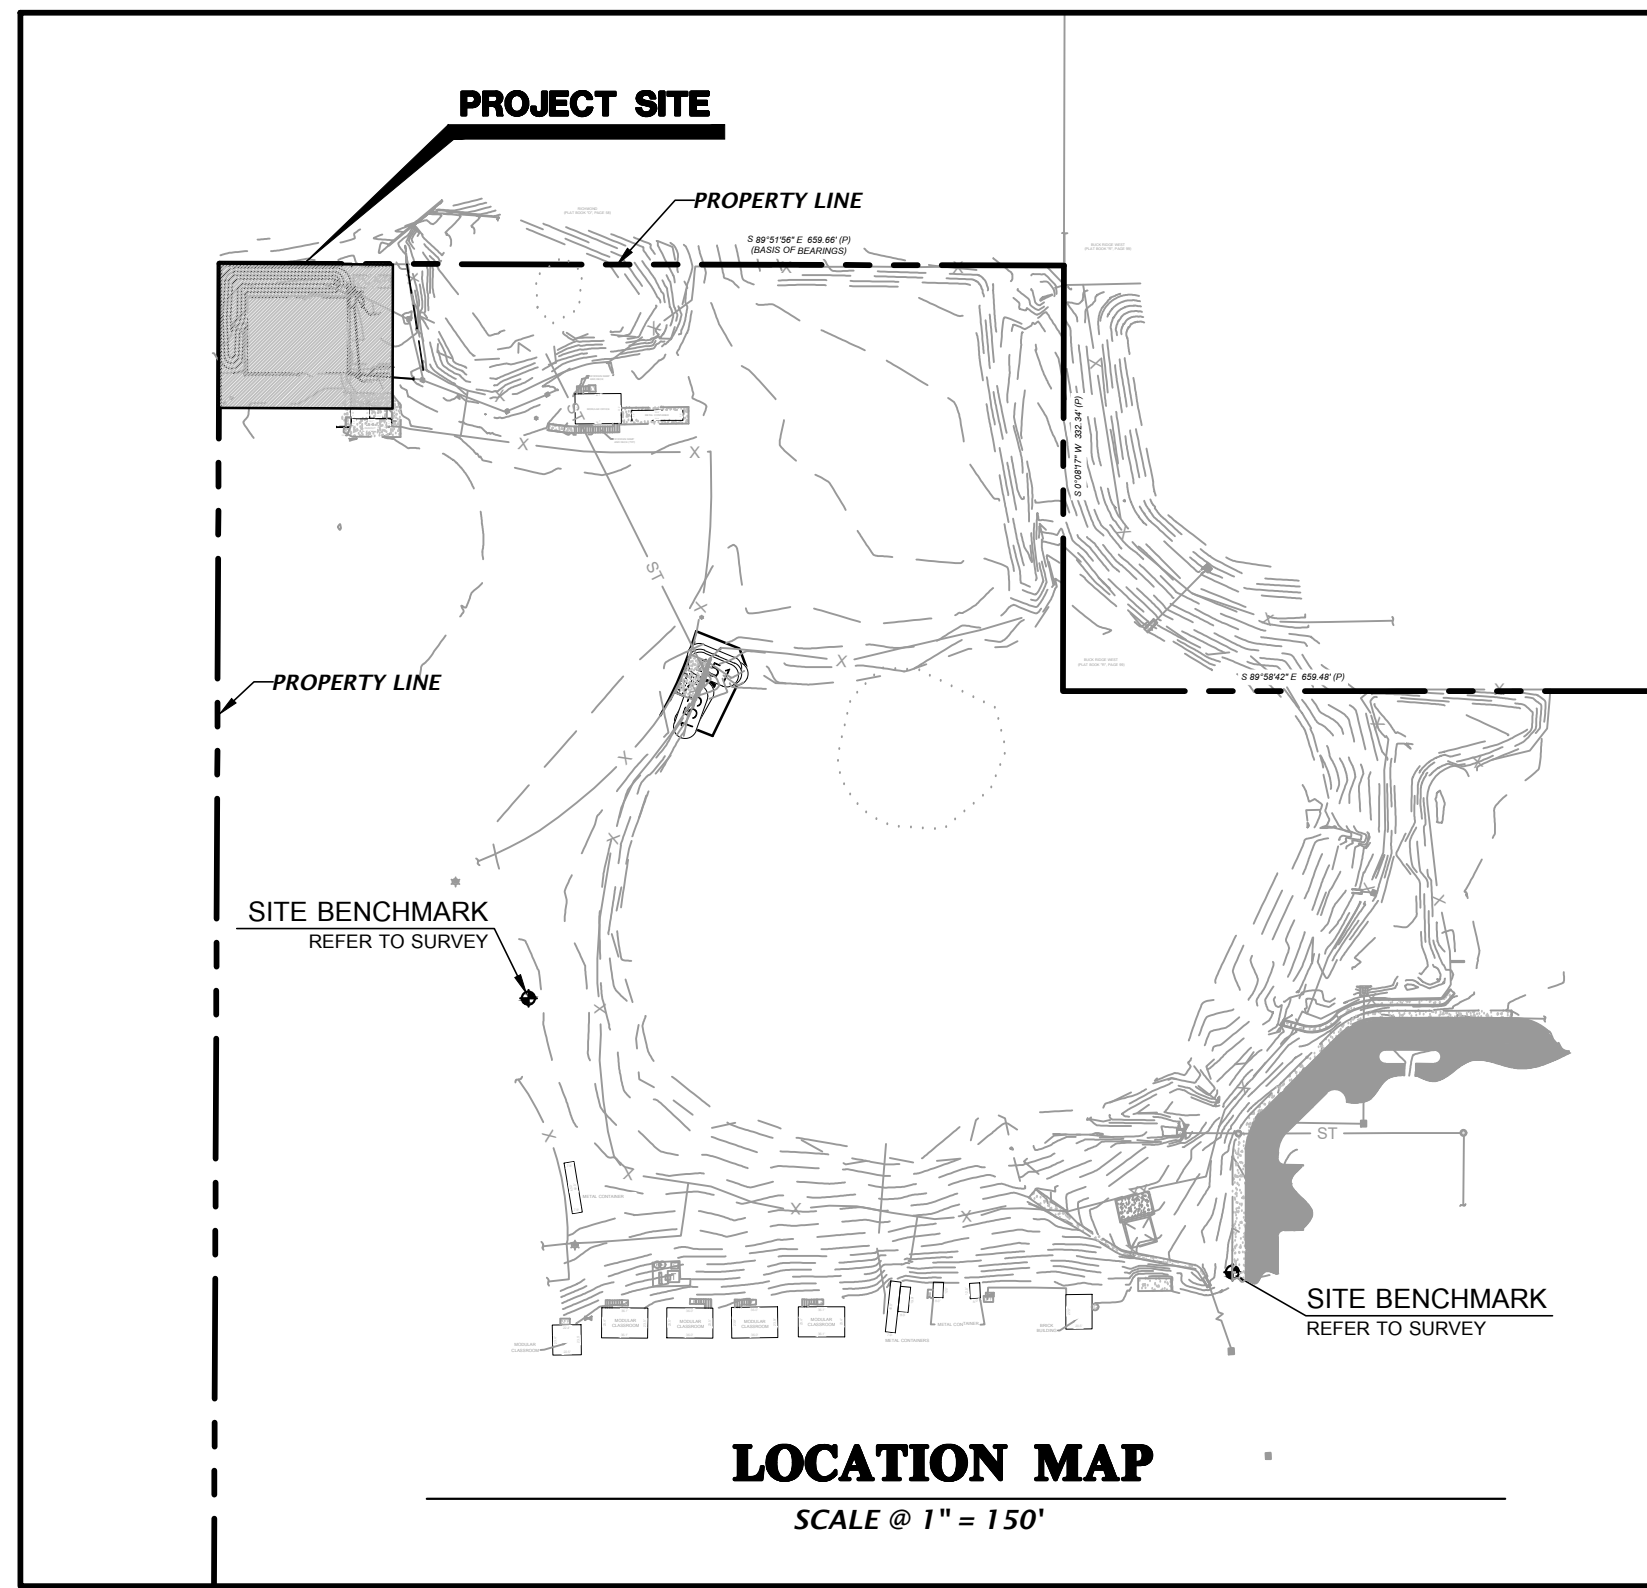 PROJECT SITE
PROPERTY LINE
S 89°51'56" E 659.66' (P)
(BASIS OF BEARINGS)
S 0°08'17" W 332.34' (P)
ST
X
X
ST
X
X
S 89°58'42" E 659.48' (P)
PROPERTY LINE
SITE BENCHMARK
REFER TO SURVEY
ST
METAL CONTAINER
X
X
SITE BENCHMARK
REFER TO SURVEY
MODULAR
CLASSROOM
MODULAR
CLASSROOM
MODULAR
CLASSROOM
MODULAR
CLASSROOM
MODULAR
CLASSROOM
METAL CONTAINERS
METAL CONTAINER
BRICK
BUILDING
LOCATION MAP
SCALE @ 1" = 150'